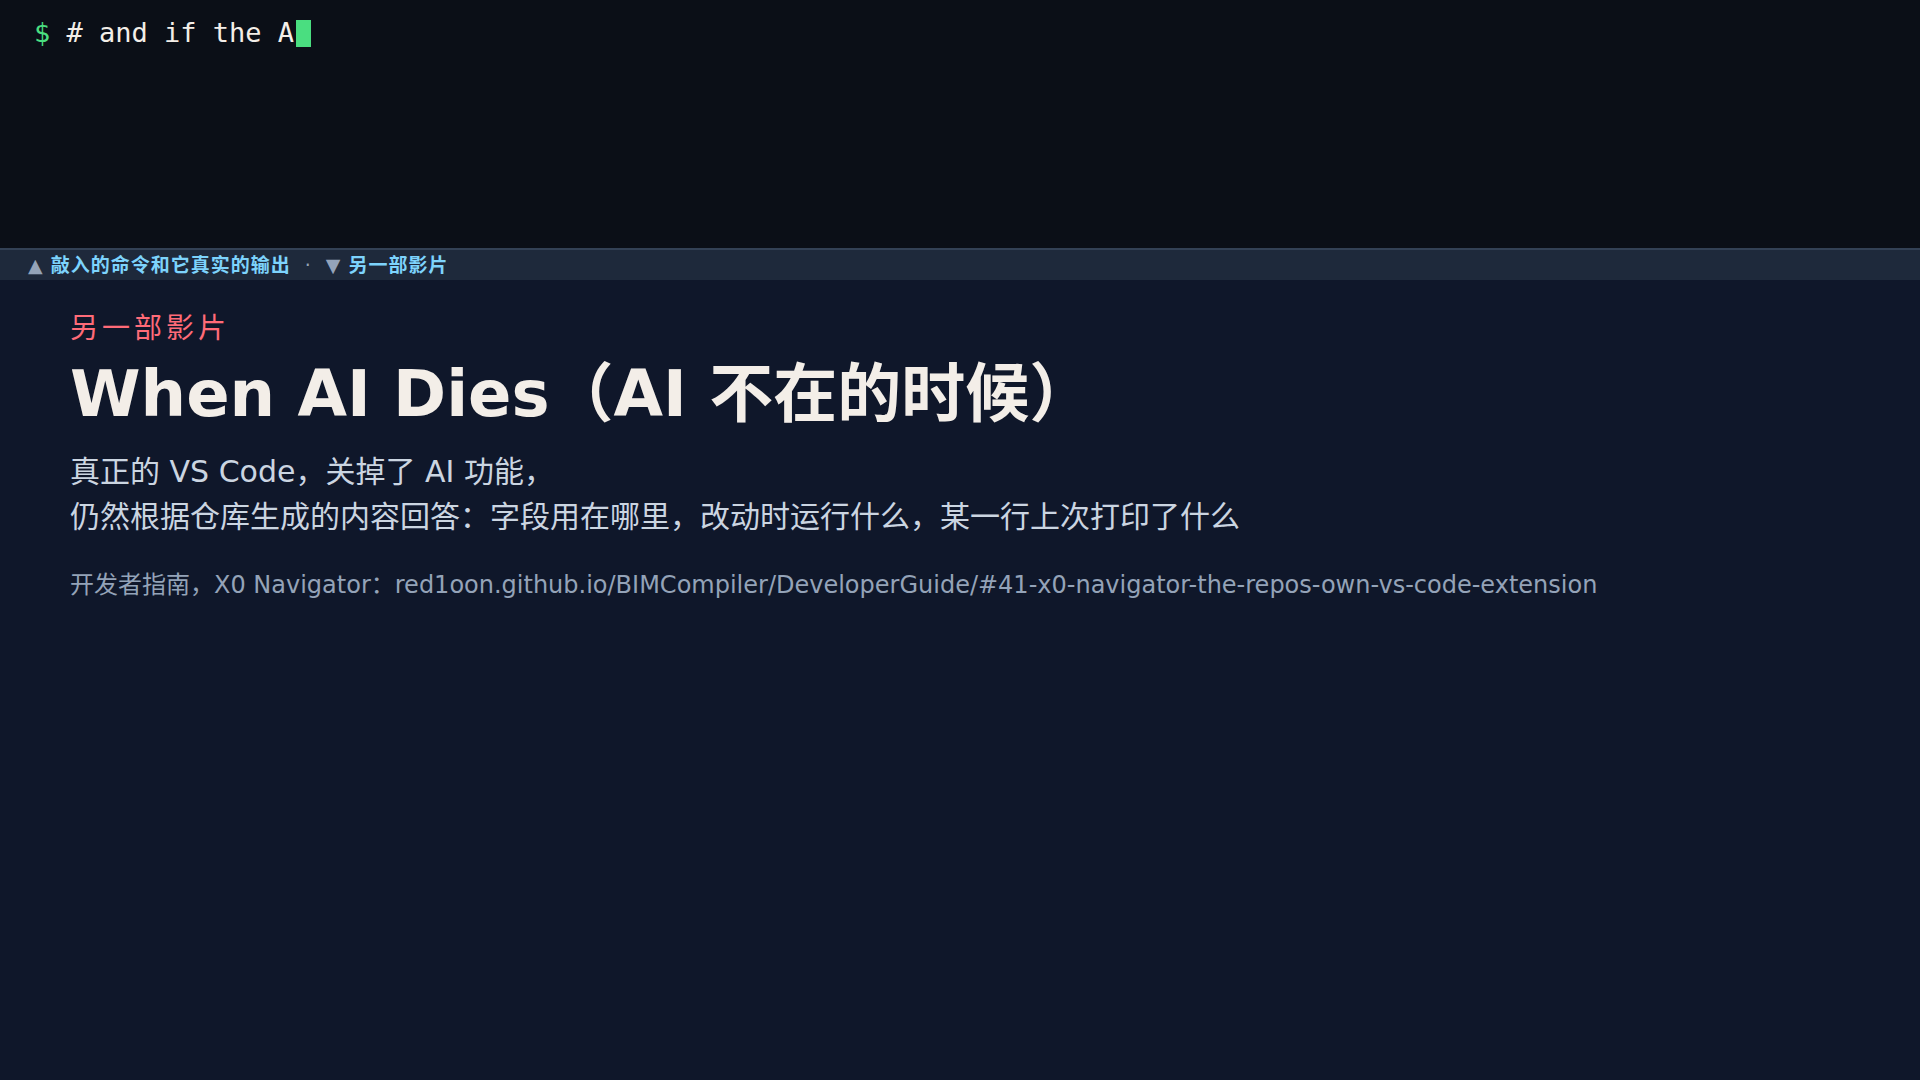 $ # and if the A
▲ 敲入的命令和它真实的输出 · ▼ 另一部影片
另一部影片
When AI Dies（AI 不在的时候）
真正的 VS Code，关掉了 AI 功能，
仍然根据仓库生成的内容回答：字段用在哪里，改动时运行什么，某一行上次打印了什么
开发者指南，X0 Navigator：red1oon.github.io/BIMCompiler/DeveloperGuide/#41-x0-navigator-the-repos-own-vs-code-extension